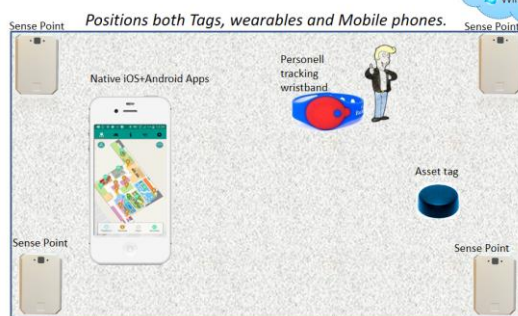 Positions both Tags, wearables and Mobile phones.
Sense Point
Sense Point
Native iOS+Android Apps
Personell
tracking
wristband
Asset tag
Sense Point
Sense Point